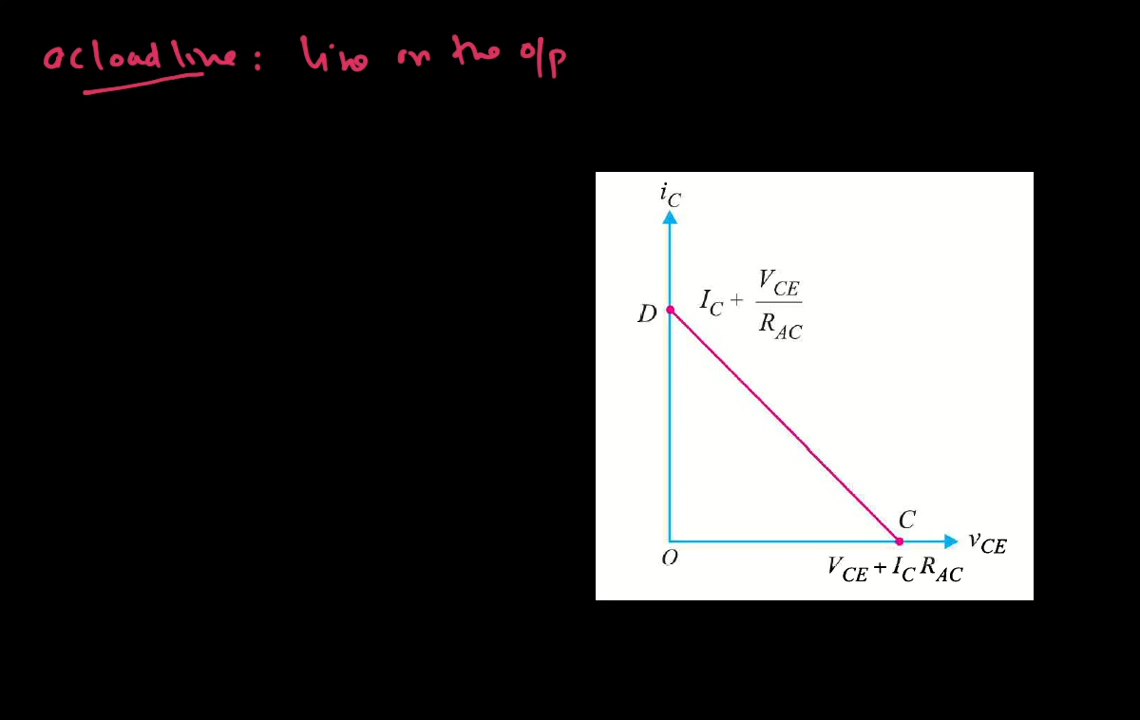 ac load line : line on the o/p
i_C
D
I_C + V_CE / R_AC
C
O
v_CE
V_CE + I_C R_AC